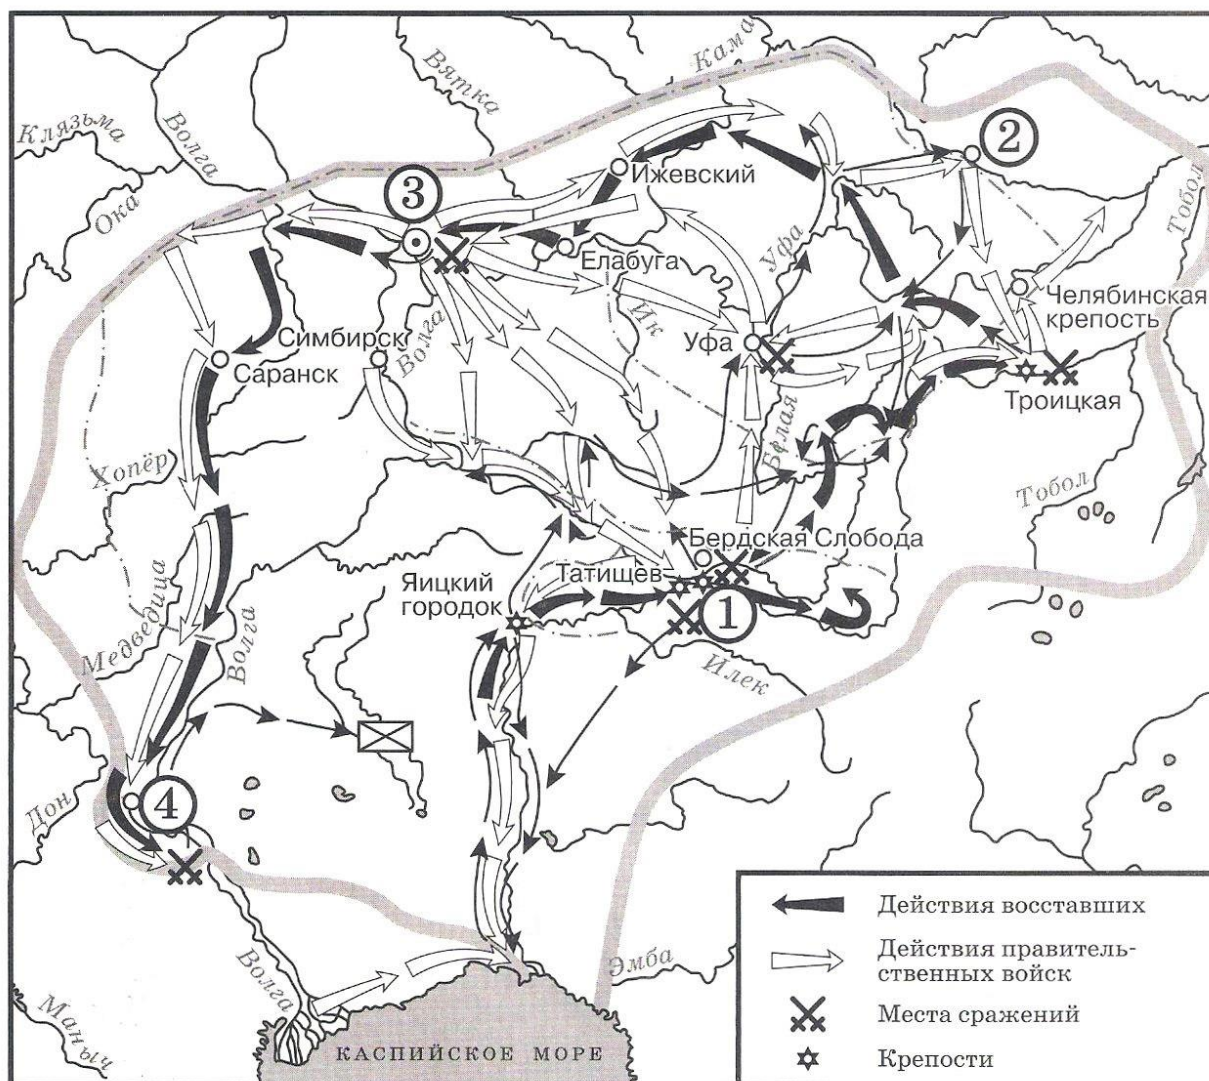 Кама
Вятка
Клязьма
Волга
2
Ока
3
Ижевский
Тобол
Уфа
Елабуга
Ик
Челябинская
крепость
Симбирск
Волга
Уфа
Саранск
Троицкая
Белая
Хопёр
Тобол
Бердская Слобода
Татищев
Яицкий
городок
1
Медведица
Волга
Илек
Дон
4
Действия восставших
Действия правитель-
ственных войск
Эмба
Волга
Места сражений
Маныч
КАСПИЙСКОЕ МОРЕ
Крепости